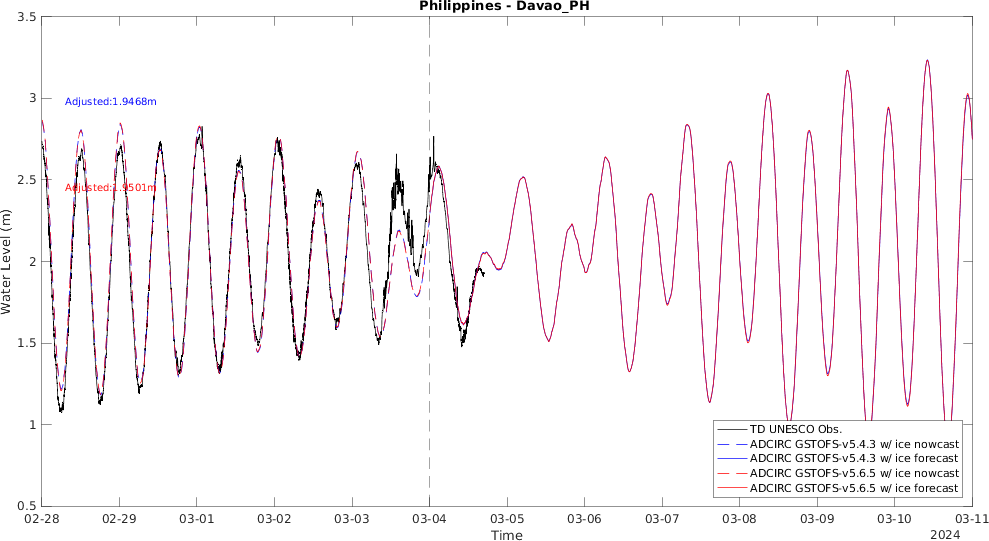 Philippines - Davao_PH
3.5
3
2.5
2
1.5
1
0.5
Water Level (m)
Adjusted:1.9468m
Adjusted:1.9501m
TD UNESCO Obs.
ADCIRC GSTOFS-v5.4.3 w/ ice nowcast
ADCIRC GSTOFS-v5.4.3 w/ ice forecast
ADCIRC GSTOFS-v5.6.5 w/ ice nowcast
ADCIRC GSTOFS-v5.6.5 w/ ice forecast
02-28 02-29 03-01 03-02 03-03 03-04 03-05 03-06 03-07 03-08 03-09 03-10 03-11
Time
2024